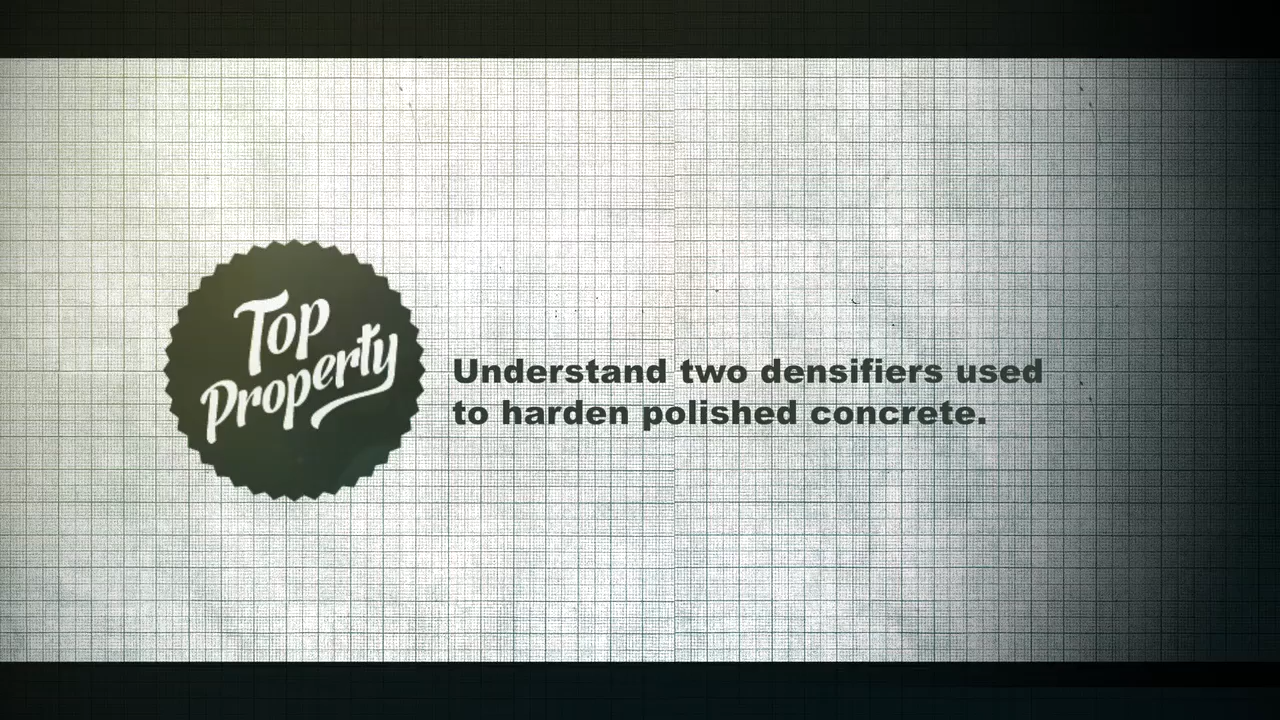 Top
Property
Understand two densifiers used
to harden polished concrete.